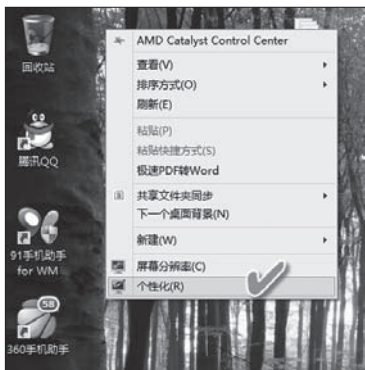 AMD Catalyst Control Center
查看(V)
排序方式(O)
刷新(E)
粘贴(P)
粘贴快捷方式(S)
极速PDF转Word
共享文件夹同步
下一个桌面背景(N)
新建(W)
屏幕分辨率(C)
个性化(R)
回收站
腾讯QQ
91手机助手
for WM
58
360手机助手